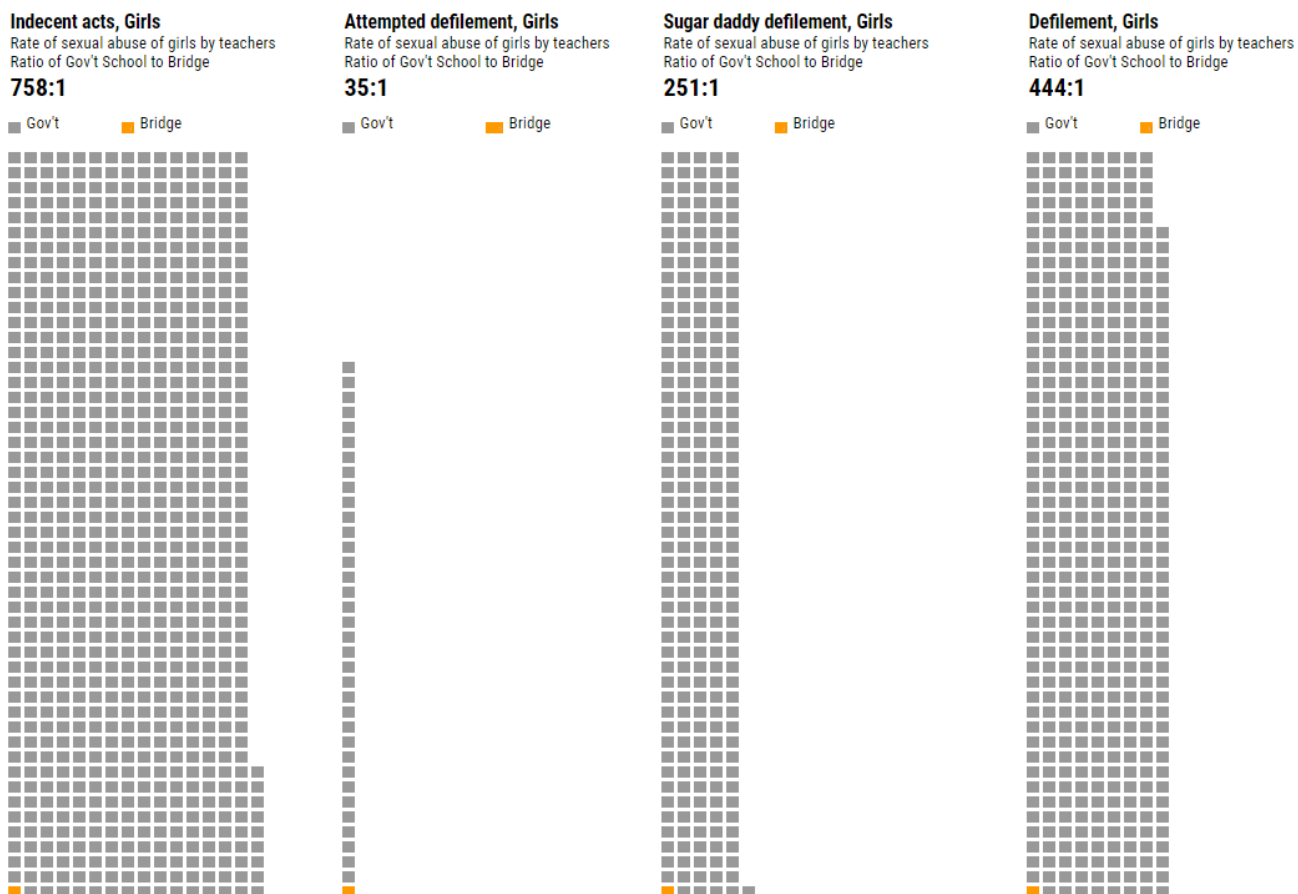 Indecent acts, Girls
Rate of sexual abuse of girls by teachers
Ratio of Gov't School to Bridge
758:1
Gov't Bridge
Attempted defilement, Girls
Rate of sexual abuse of girls by teachers
Ratio of Gov't School to Bridge
35:1
Gov't Bridge
Sugar daddy defilement, Girls
Rate of sexual abuse of girls by teachers
Ratio of Gov't School to Bridge
251:1
Gov't Bridge
Defilement, Girls
Rate of sexual abuse of girls by teachers
Ratio of Gov't School to Bridge
444:1
Gov't Bridge